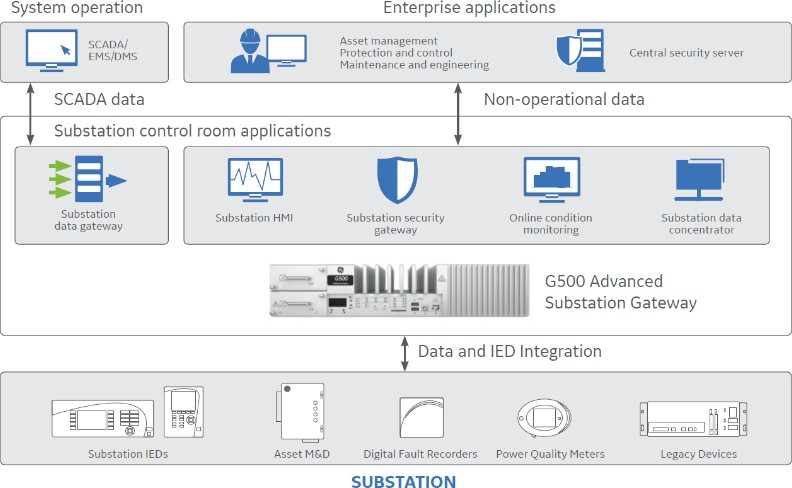 System operation
Enterprise applications
SCADA/
EMS/DMS
Asset management
Protection and control
Maintenance and engineering
Central security server
SCADA data
Non-operational data
Substation control room applications
Substation
data gateway
Substation HMI
Substation security
gateway
Online condition
monitoring
Substation data
concentrator
G500
G500 Advanced
Substation Gateway
Data and IED Integration
Substation IEDs
Asset M&D
Digital Fault Recorders
Power Quality Meters
Legacy Devices
SUBSTATION